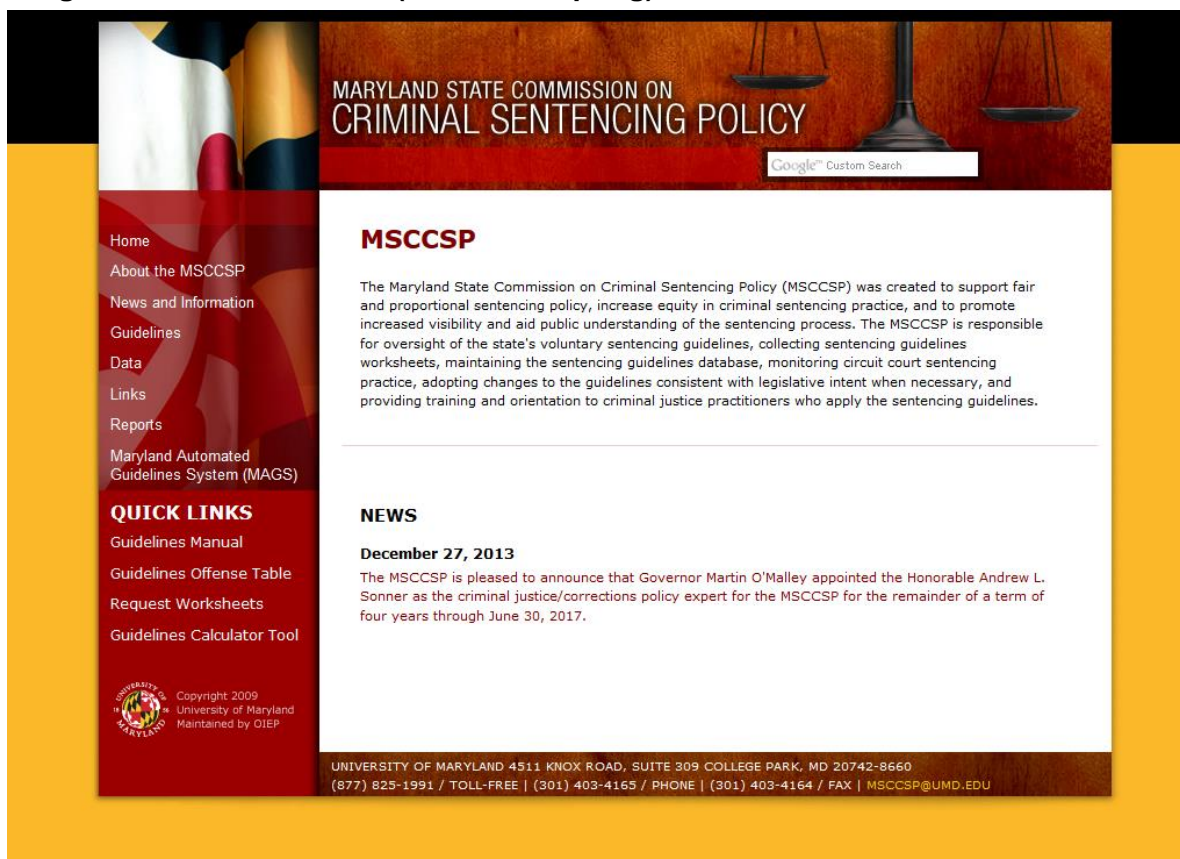 MARYLAND STATE COMMISSION ON
CRIMINAL SENTENCING POLICY
Google™ Custom Search
Home
About the MSCCSP
News and Information
Guidelines
Data
Links
Reports
Maryland Automated
Guidelines System (MAGS)
QUICK LINKS
Guidelines Manual
Guidelines Offense Table
Request Worksheets
Guidelines Calculator Tool
UNIVERSITY OF
18 56
MARYLAND
Copyright 2009
University of Maryland
Maintained by OIEP
MSCCSP
The Maryland State Commission on Criminal Sentencing Policy (MSCCSP) was created to support fair
and proportional sentencing policy, increase equity in criminal sentencing practice, and to promote
increased visibility and aid public understanding of the sentencing process. The MSCCSP is responsible
for oversight of the state's voluntary sentencing guidelines, collecting sentencing guidelines
worksheets, maintaining the sentencing guidelines database, monitoring circuit court sentencing
practice, adopting changes to the guidelines consistent with legislative intent when necessary, and
providing training and orientation to criminal justice practitioners who apply the sentencing guidelines.
NEWS
December 27, 2013
The MSCCSP is pleased to announce that Governor Martin O'Malley appointed the Honorable Andrew L.
Sonner as the criminal justice/corrections policy expert for the MSCCSP for the remainder of a term of
four years through June 30, 2017.
UNIVERSITY OF MARYLAND 4511 KNOX ROAD, SUITE 309 COLLEGE PARK, MD 20742-8660
(877) 825-1991 / TOLL-FREE | (301) 403-4165 / PHONE | (301) 403-4164 / FAX | MSCCSP@UMD.EDU